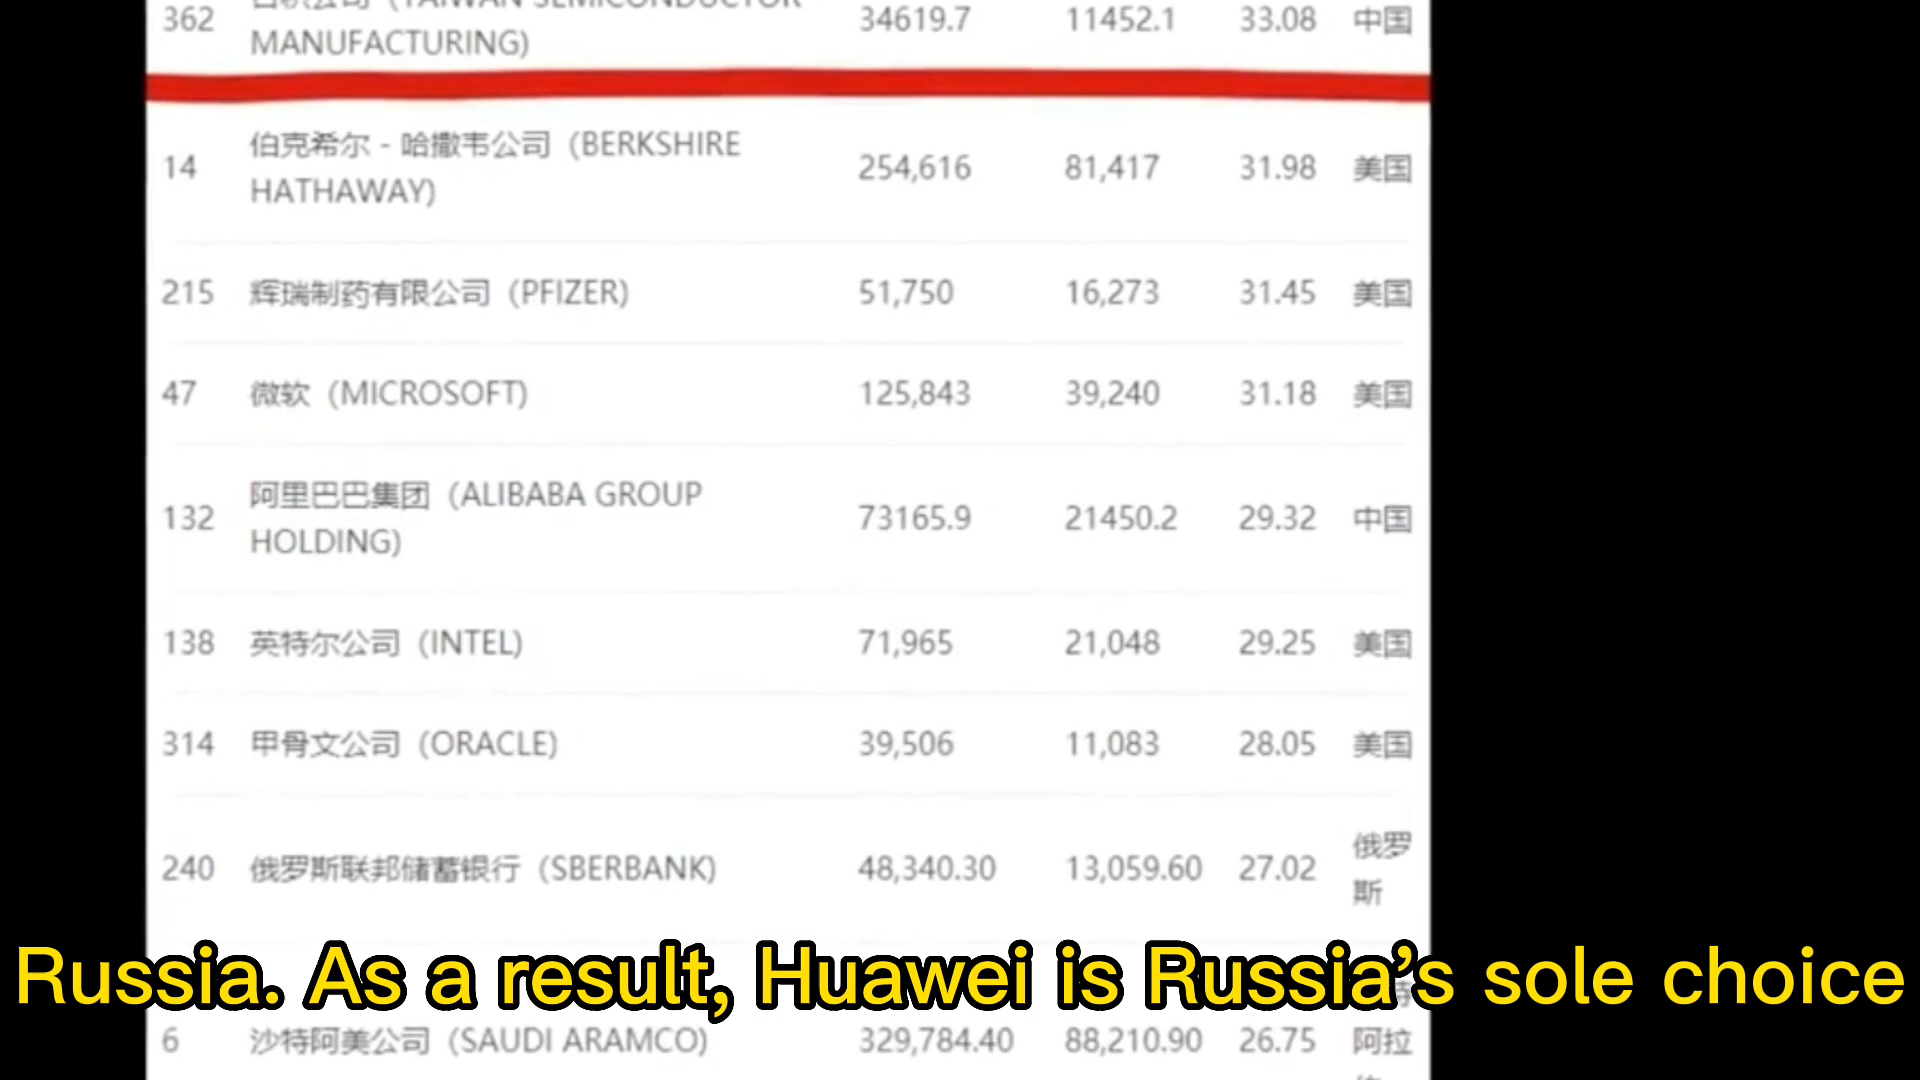 362 MANUFACTURING) 34619.7 11452.1 33.08 中国
14 伯克希尔 - 哈撒韦公司（BERKSHIRE HATHAWAY) 254,616 81,417 31.98 美国
215 辉瑞制药有限公司（PFIZER) 51,750 16,273 31.45 美国
47 微软（MICROSOFT) 125,843 39,240 31.18 美国
132 阿里巴巴集团（ALIBABA GROUP HOLDING) 73165.9 21450.2 29.32 中国
138 英特尔公司（INTEL) 71,965 21,048 29.25 美国
314 甲骨文公司（ORACLE) 39,506 11,083 28.05 美国
240 俄罗斯联邦储蓄银行（SBERBANK) 48,340.30 13,059.60 27.02 俄罗斯
Russia. As a result, Huawei is Russia's sole choice
6 沙特阿美公司（SAUDI ARAMCO) 329,784.40 88,210.90 26.75 阿拉